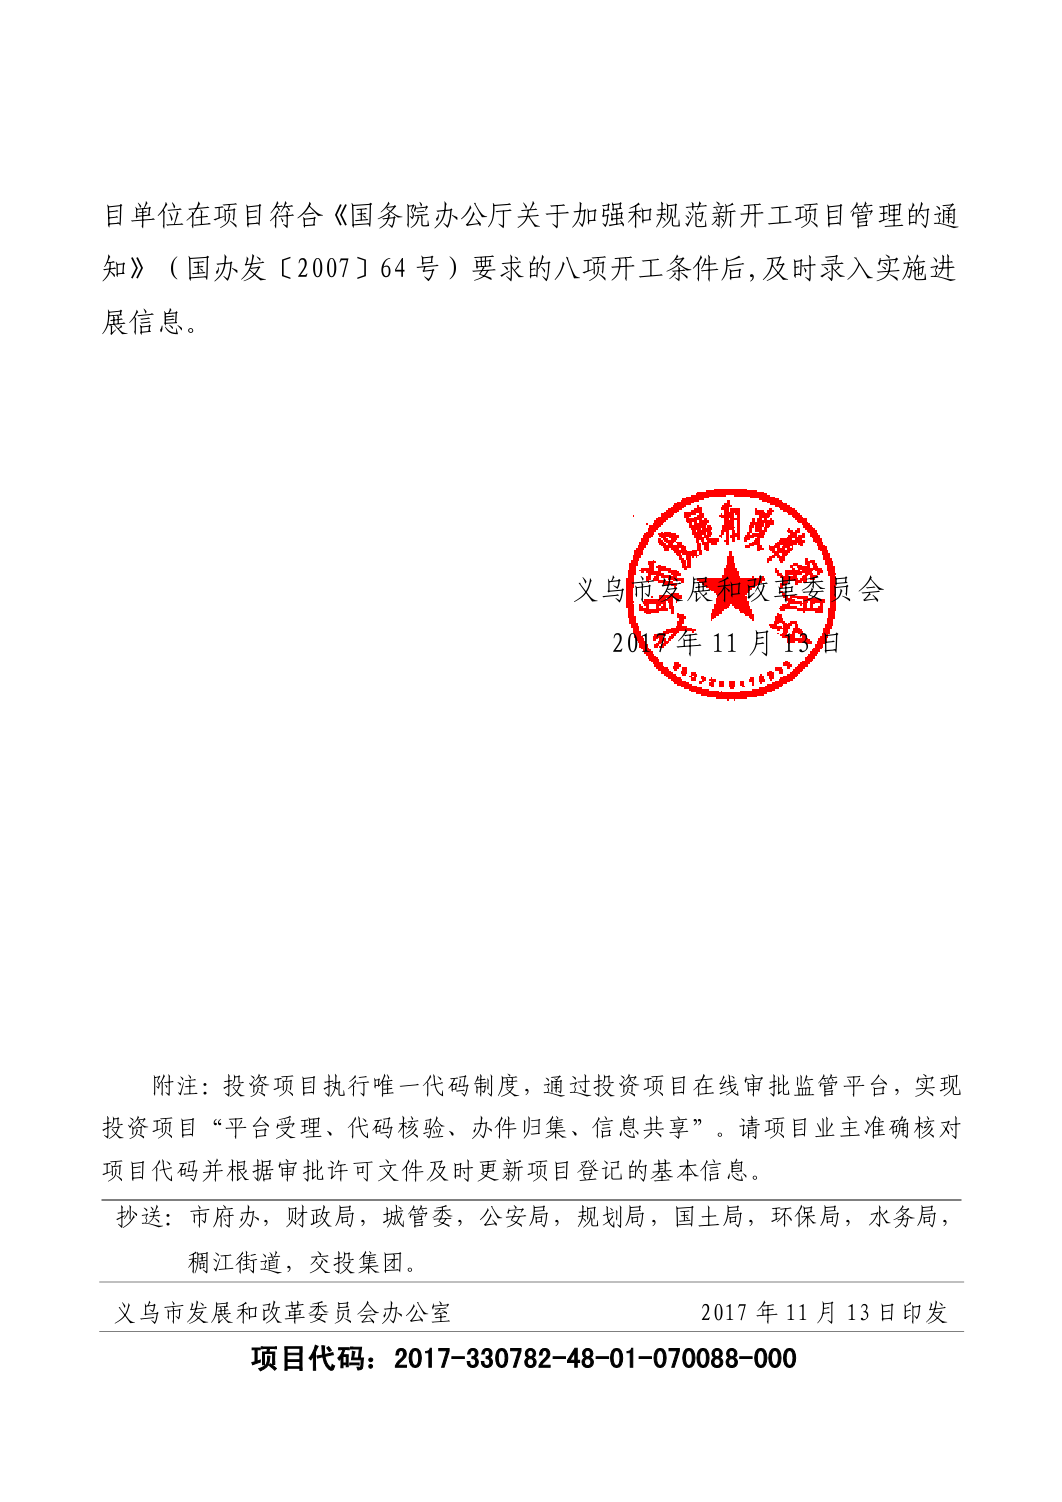 目单位在项目符合《国务院办公厅关于加强和规范新开工项目管理的通
知》（国办发〔2007〕64号）要求的八项开工条件后,及时录入实施进
展信息。
义乌市发展和改革委员会
义乌市发展和改革委员会
2017年11月13日
附注：投资项目执行唯一代码制度，通过投资项目在线审批监管平台，实现
投资项目“平台受理、代码核验、办件归集、信息共享”。请项目业主准确核对
项目代码并根据审批许可文件及时更新项目登记的基本信息。
抄送：市府办，财政局，城管委，公安局，规划局，国土局，环保局，水务局，
稠江街道，交投集团。
义乌市发展和改革委员会办公室 2017年11月13日印发
项目代码：2017-330782-48-01-070088-000